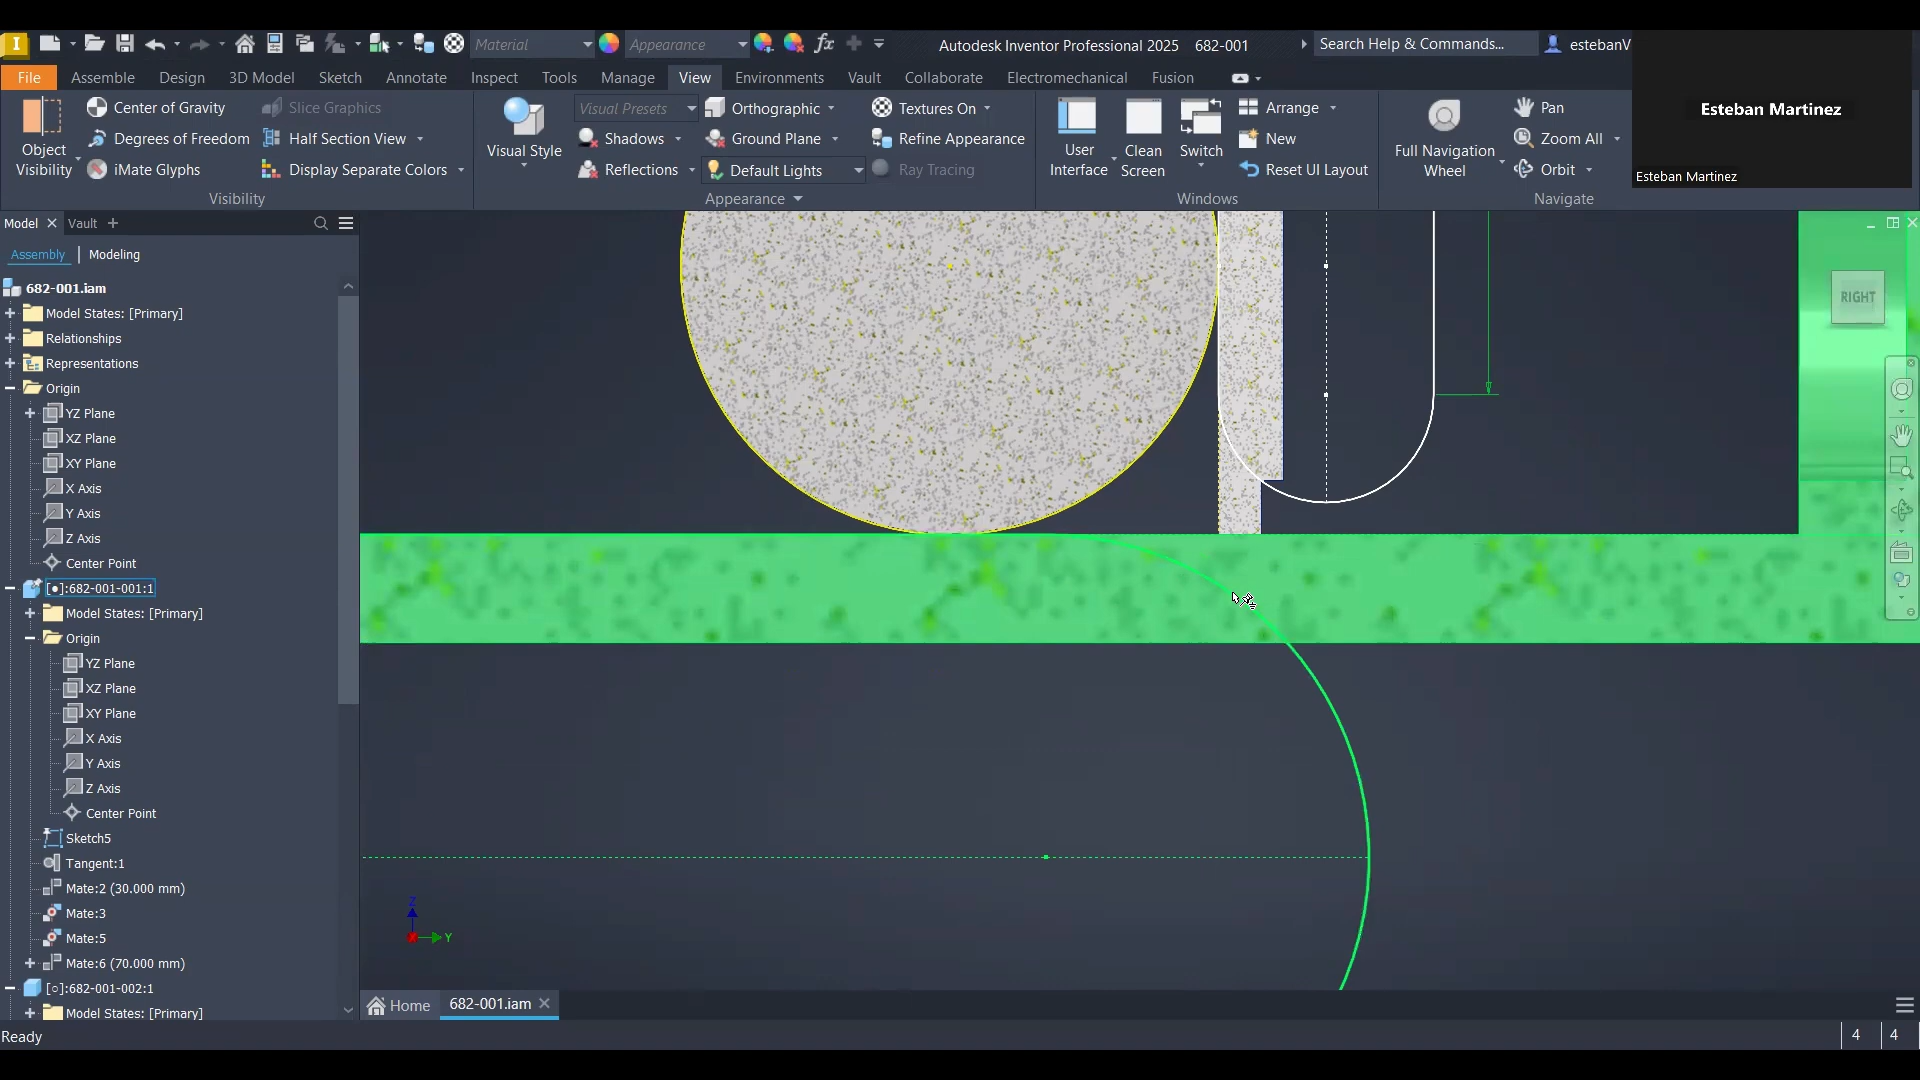 Material
Appearance
Autodesk Inventor Professional 2025 682-001
Search Help & Commands...
estebanV
File Assemble Design 3D Model Sketch Annotate Inspect Tools Manage View Environments Vault Collaborate Electromechanical Fusion
Object Visibility
Center of Gravity
Degrees of Freedom
iMate Glyphs
Slice Graphics
Half Section View
Display Separate Colors
Visibility
Visual Style
Visual Presets
Shadows
Reflections
Orthographic
Ground Plane
Default Lights
Textures On
Refine Appearance
Ray Tracing
Appearance
User Interface
Clean Screen
Switch
Arrange
New
Reset UI Layout
Windows
Full Navigation Wheel
Pan
Zoom All
Orbit
Navigate
Esteban Martinez
Esteban Martinez
Model Vault
Assembly Modeling
682-001.iam
Model States: [Primary]
Relationships
Representations
Origin
YZ Plane
XZ Plane
XY Plane
X Axis
Y Axis
Z Axis
Center Point
[●]:682-001-001:1
Model States: [Primary]
Origin
YZ Plane
XZ Plane
XY Plane
X Axis
Y Axis
Z Axis
Center Point
Sketch5
Tangent:1
Mate:2 (30.000 mm)
Mate:3
Mate:5
Mate:6 (70.000 mm)
[○]:682-001-002:1
Model States: [Primary]
RIGHT
Z
X
Y
Home 682-001.iam
Ready
4 4